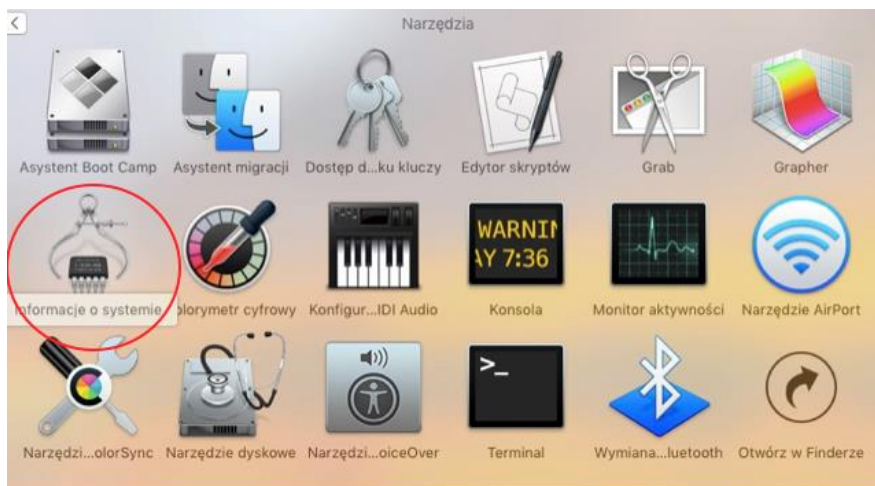 Narzędzia
Asystent Boot Camp
Asystent migracji
Dostęp d...ku kluczy
Edytor skryptów
Grab
Grapher
Informacje o systemie
olorymetr cyfrowy
Konfigur...IDI Audio
WARNIN
AY 7:36
Konsola
Monitor aktywności
Narzędzie AirPort
Narzędzi...olorSync
Narzędzie dyskowe
Narzędzi...oiceOver
>_
Terminal
Wymiana...luetooth
Otwórz w Finderze